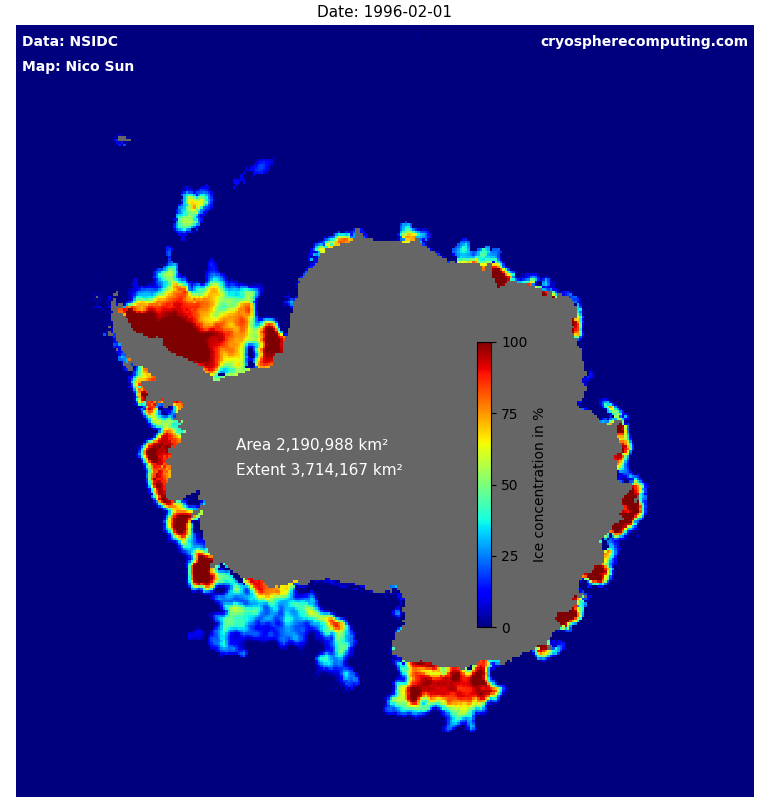 Date: 1996-02-01
Data: NSIDC
cryospherecomputing.com
Map: Nico Sun
100
75
50
25
0
Ice concentration in %
Area 2,190,988 km²
Extent 3,714,167 km²